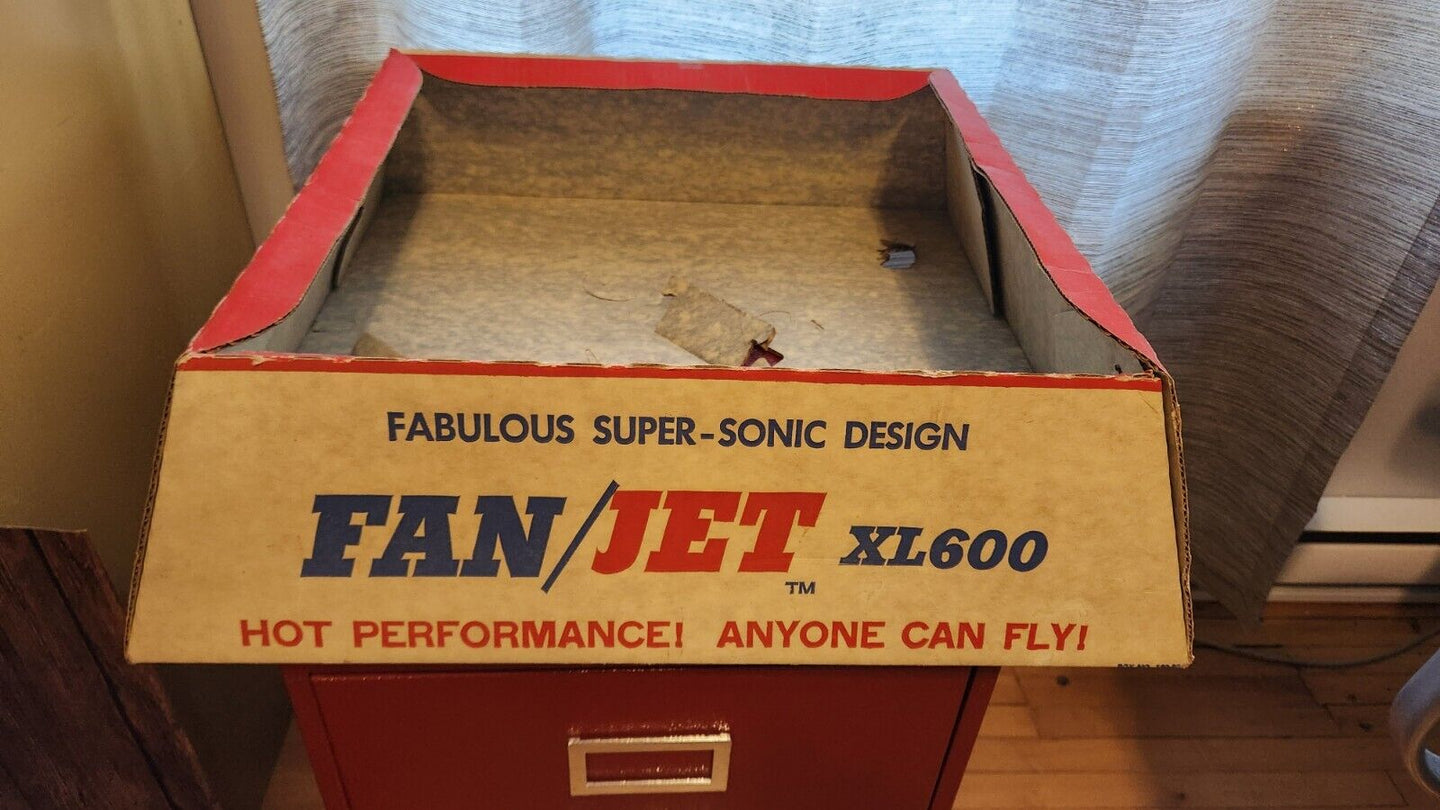 FABULOUS SUPER-SONIC DESIGN
FAN/JET XL600
TM
HOT PERFORMANCE! ANYONE CAN FLY!